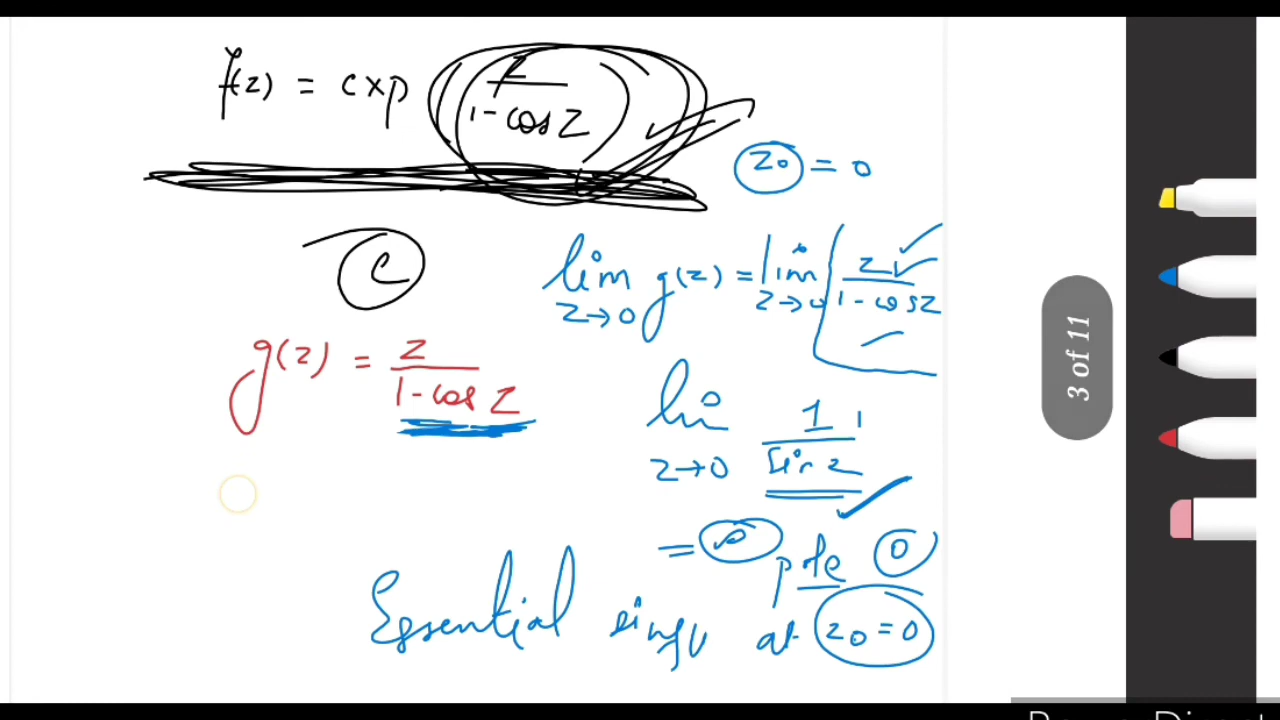 f(z) = exp ( z / 1 - cos z )
z0 = 0
e
lim z→0 g(z) = lim z→0 z / 1 - cos z
g(z) = z / 1 - cos z
lim z→0 1 / sin z
= ∞ pole 0
Essential singu at z0 = 0
3 of 11